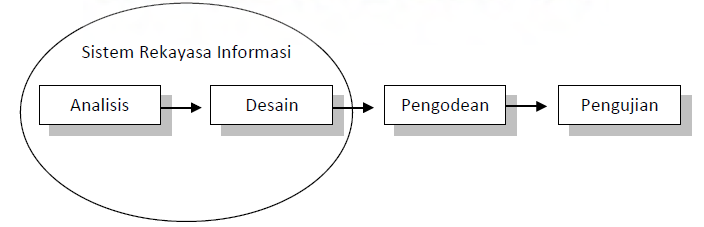 Sistem Rekayasa Informasi
Analisis
Desain
Pengodean
Pengujian